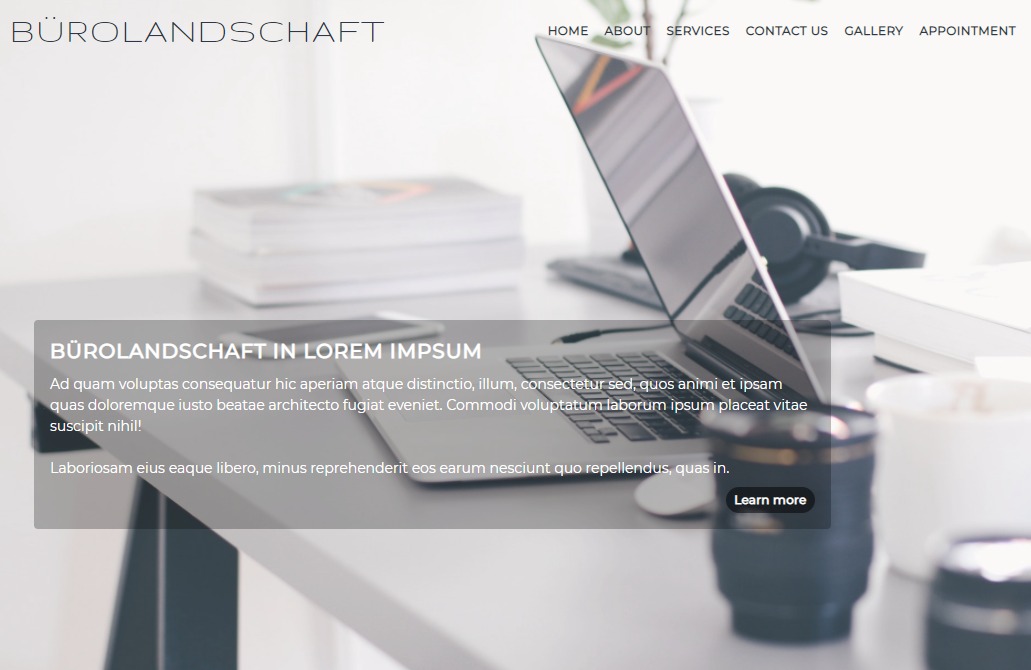 BÜROLANDSCHAFT
HOME ABOUT SERVICES CONTACT US GALLERY APPOINTMENT
BÜROLANDSCHAFT IN LOREM IMPSUM
Ad quam voluptas consequatur hic aperiam atque distinctio, illum, consectetur sed, quos animi et ipsam
quas doloremque iusto beatae architecto fugiat eveniet. Commodi voluptatum laborum ipsum placeat vitae
suscipit nihil!
Laboriosam eius eaque libero, minus reprehenderit eos earum nesciunt quo repellendus, quas in.
Learn more